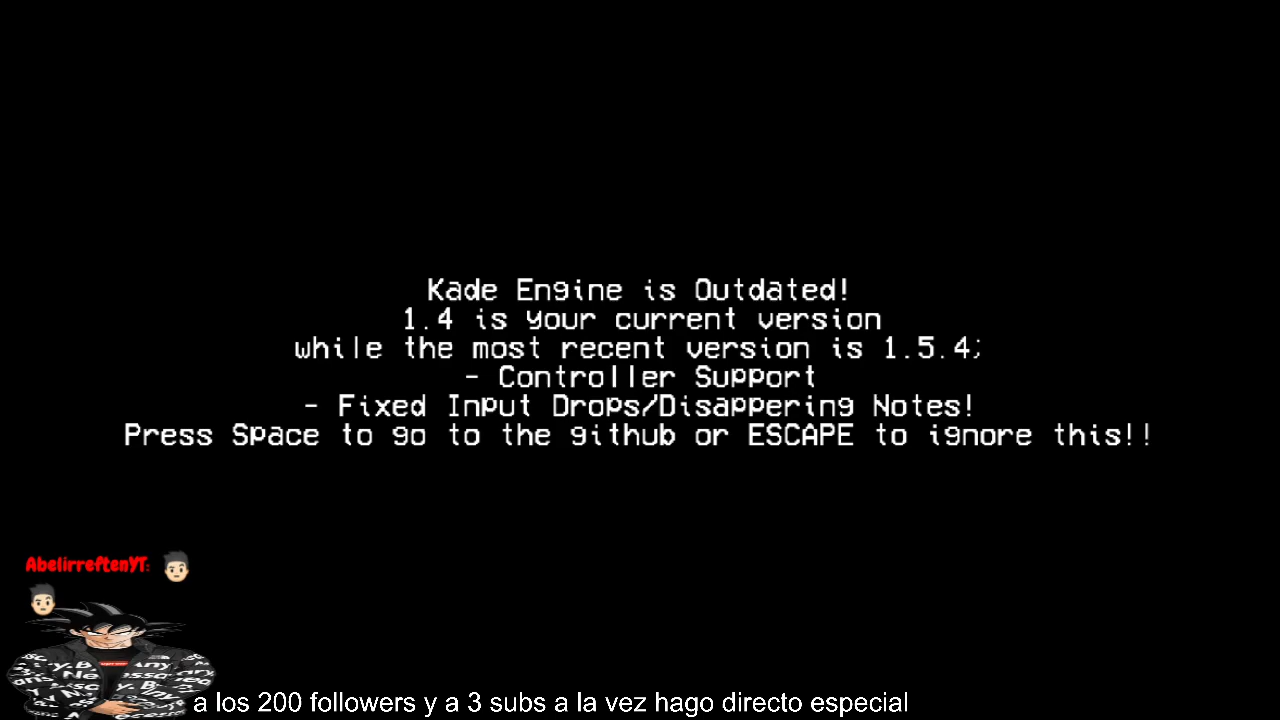 Kade Engine is Outdated!
1.4 is your current version
while the most recent version is 1.5.4;
- Controller Support
- Fixed Input Drops/Disappering Notes!
Press Space to go to the github or ESCAPE to ignore this!!
AbelirreftenYT:
a los 200 followers y a 3 subs a la vez hago directo especial